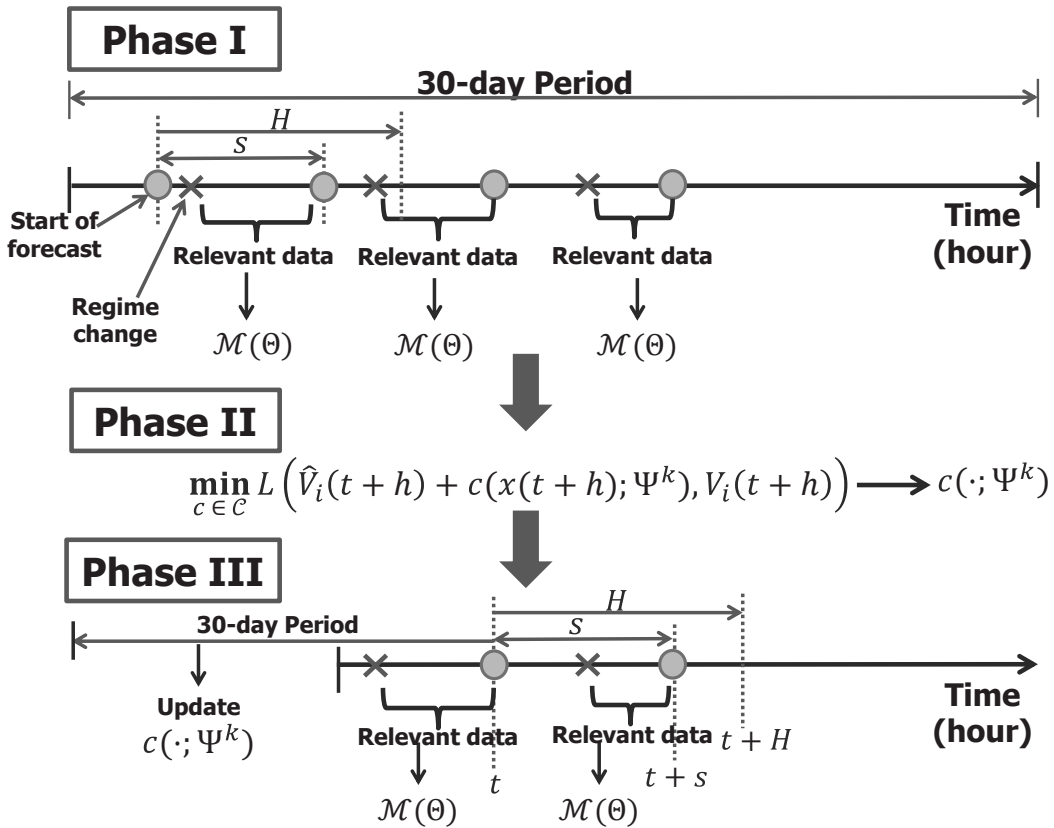 Phase I
30-day Period
H
s
Start of
forecast
Regime
change
Relevant data
Relevant data
Relevant data
Time
(hour)
ℳ(Θ)
ℳ(Θ)
ℳ(Θ)
Phase II
min L(V̂ᵢ(t + h) + c(x(t + h); Ψᵏ), Vᵢ(t + h)) → c(·; Ψᵏ)
c ∈ 𝒞
Phase III
30-day Period
H
s
Update
c(·; Ψᵏ)
Relevant data
Relevant data
t + H
Time
(hour)
t
t + s
ℳ(Θ)
ℳ(Θ)